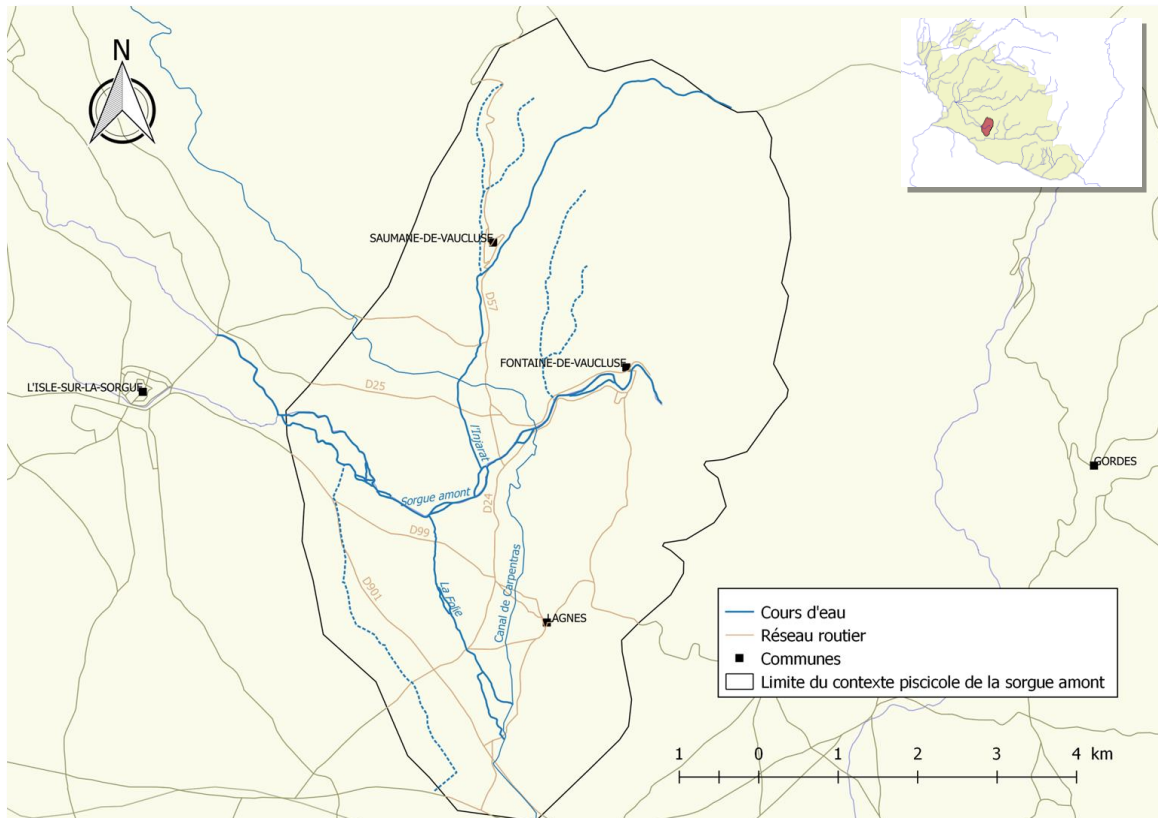 N
SAUMANE-DE-VAUCLUSE
D57
FONTAINE-DE-VAUCLUSE
L'ISLE-SUR-LA-SORGUE
D25
l'Injarat
GORDES
Sorgue amont
D24
D99
D901
La Folie
Canal de Carpentras
LAGNES
Cours d'eau
Réseau routier
Communes
Limite du contexte piscicole de la sorgue amont
1 0 1 2 3 4 km